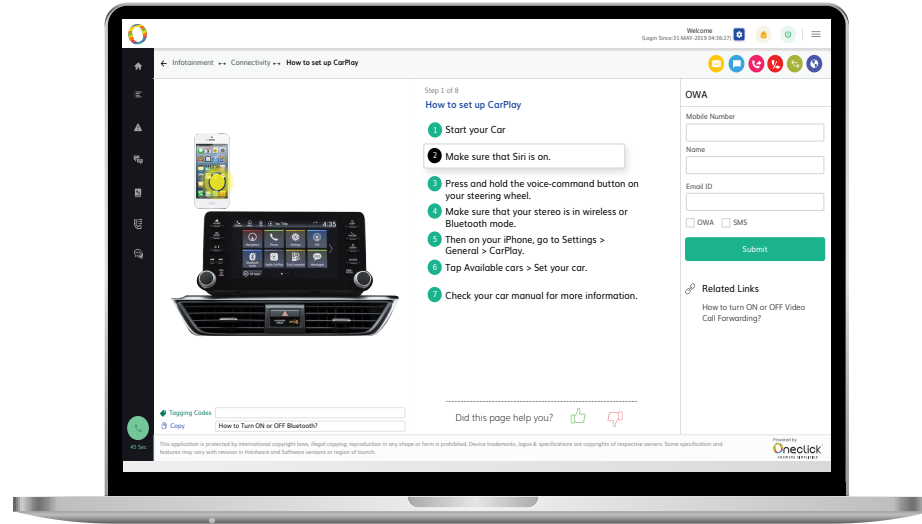 Welcome
(Login Since:31-MAY-2019 04:36:27)
Infotainment ↔ Connectivity ↔ How to set up CarPlay
Step 1 of 8
How to set up CarPlay
1 Start your Car
2 Make sure that Siri is on.
3 Press and hold the voice-command button on
your steering wheel.
4 Make sure that your stereo is in wireless or
Bluetooth mode.
5 Then on your iPhone, go to Settings >
General > CarPlay.
6 Tap Available cars > Set your car.
7 Check your car manual for more information.
Did this page help you?
OWA
Mobile Number
Name
Email ID
OWA SMS
Submit
Related Links
How to turn ON or OFF Video
Call Forwarding?
No Title
4:35
Phone
Settings
FM
Apple CarPlay
Messages
Tagging Codes
Copy How to Turn ON or OFF Bluetooth?
45 Sec
This application is protected by international copyright laws, illegal copying, reproduction in any shape or form is prohibited. Device trademarks, logos & specifications are copyrights of respective owners. Some specification and
features may vary with revision in Hardware and Software versions or region of launch.
Powered by
Oneclick